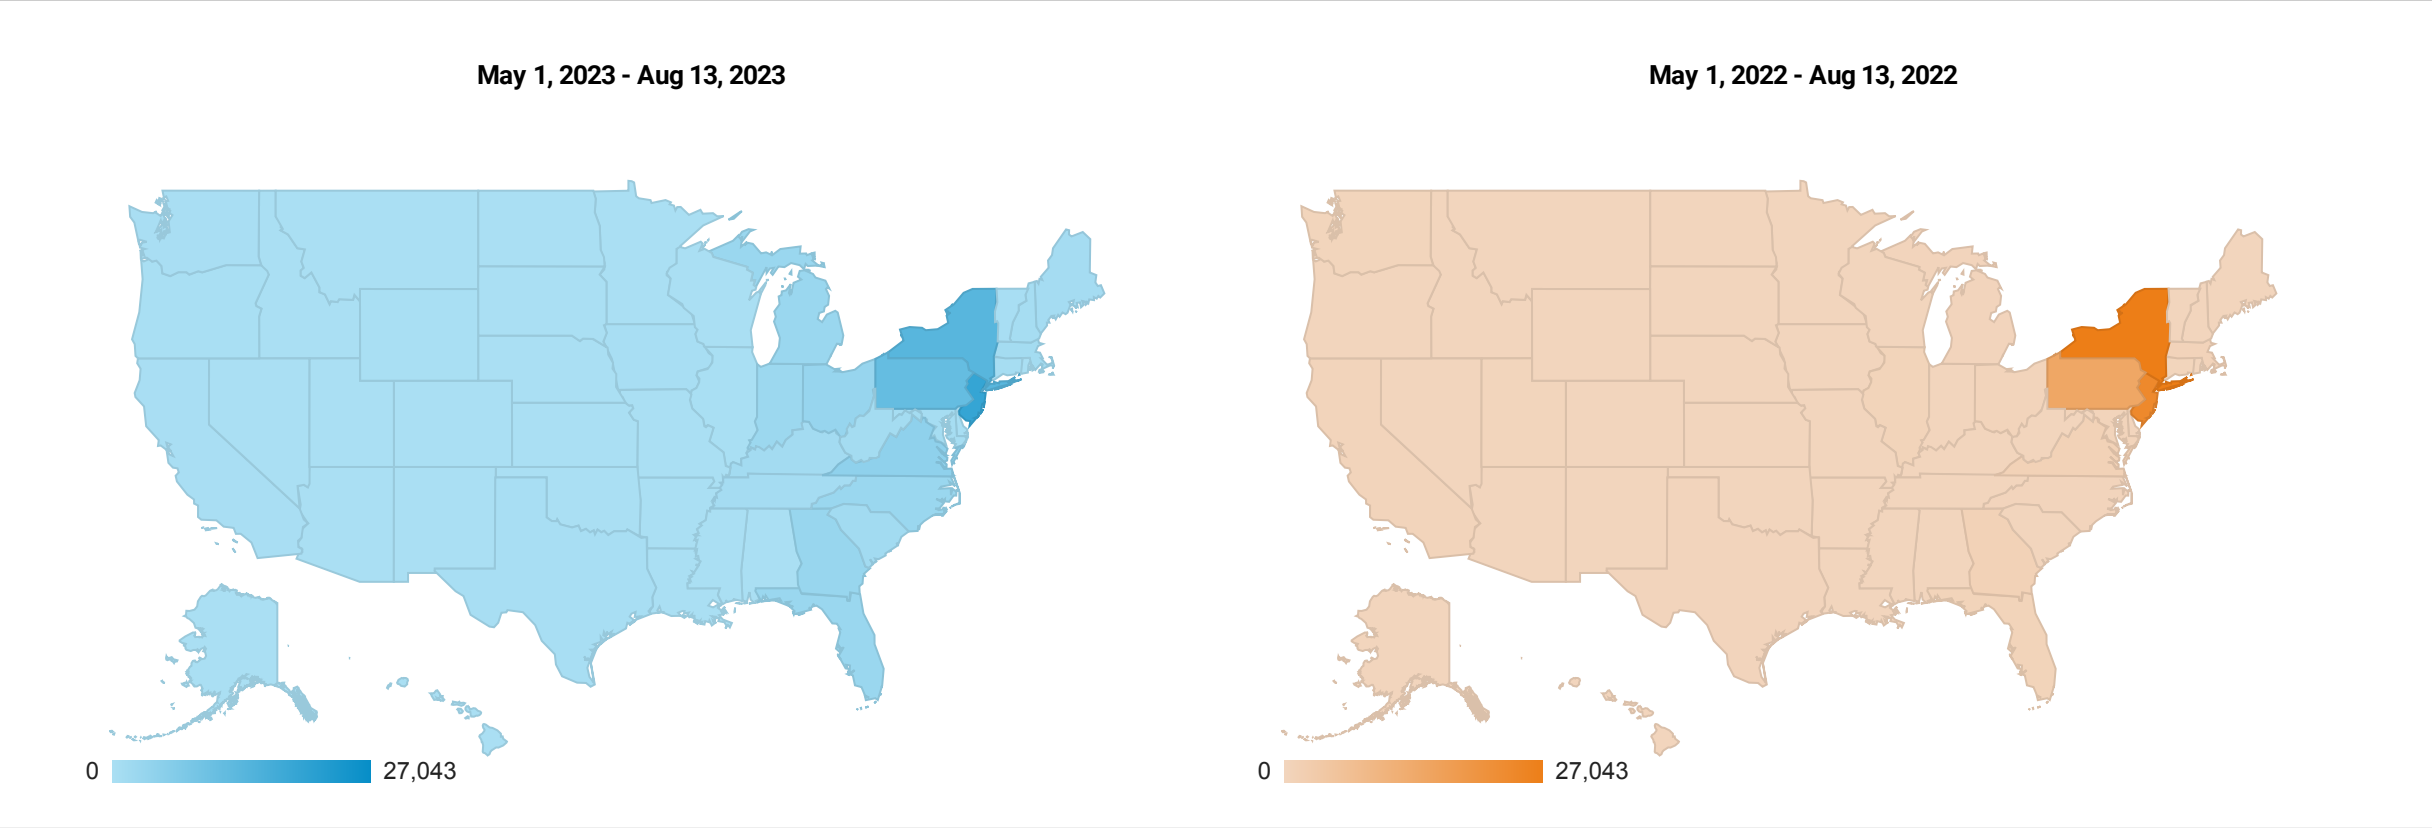 May 1, 2023 - Aug 13, 2023
May 1, 2022 - Aug 13, 2022
0 27,043
0 27,043